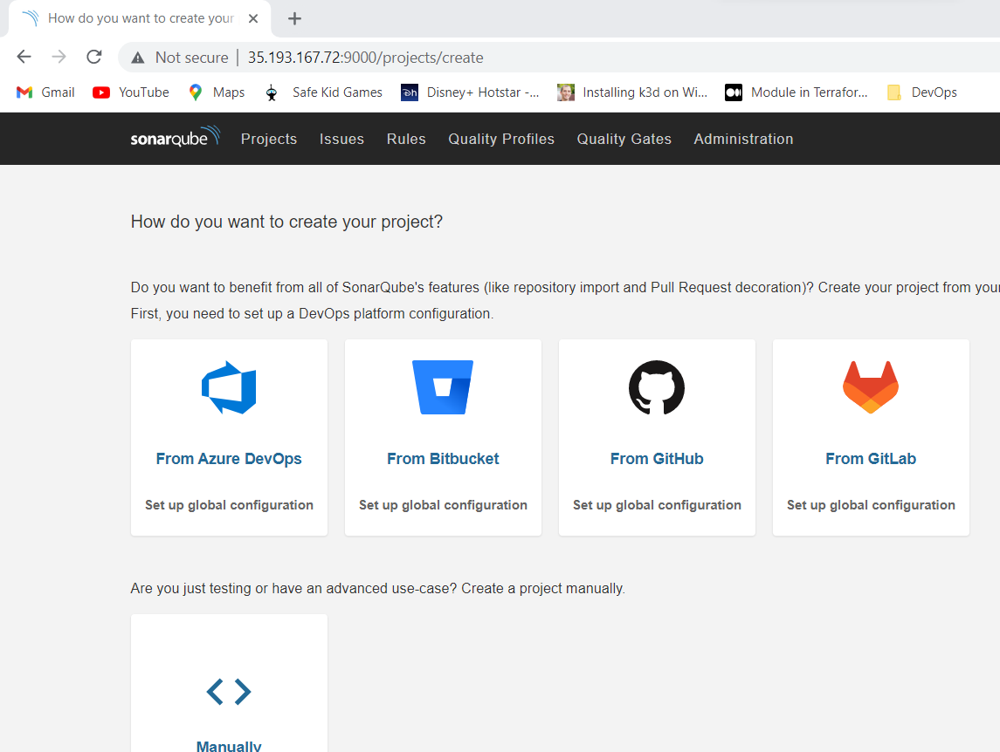 How do you want to create your
Not secure 35.193.167.72:9000/projects/create
Gmail YouTube Maps Safe Kid Games Disney+ Hotstar -... Installing k3d on Wi... Module in Terrafor... DevOps
sonarqube Projects Issues Rules Quality Profiles Quality Gates Administration
How do you want to create your project?
Do you want to benefit from all of SonarQube's features (like repository import and Pull Request decoration)? Create your project from your
First, you need to set up a DevOps platform configuration.
From Azure DevOps From Bitbucket From GitHub From GitLab
Set up global configuration Set up global configuration Set up global configuration Set up global configuration
Are you just testing or have an advanced use-case? Create a project manually.
Manually